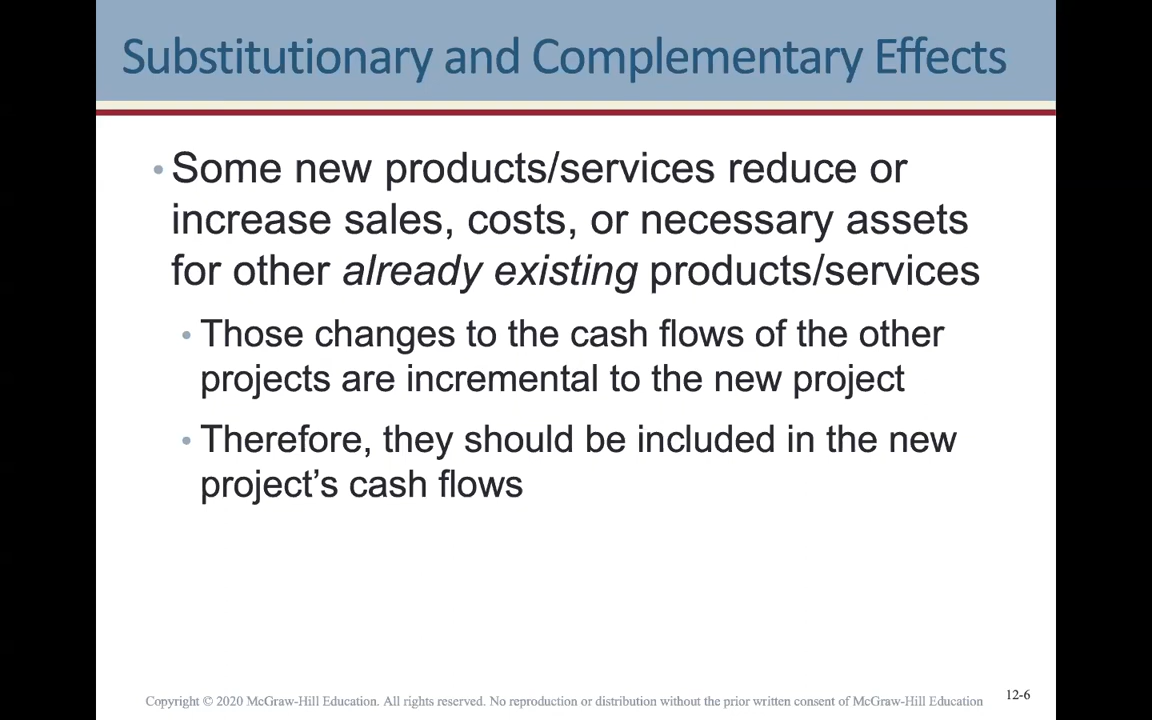 Substitutionary and Complementary Effects
• Some new products/services reduce or
increase sales, costs, or necessary assets
for other already existing products/services
• Those changes to the cash flows of the other
projects are incremental to the new project
• Therefore, they should be included in the new
project’s cash flows
Copyright © 2020 McGraw-Hill Education. All rights reserved. No reproduction or distribution without the prior written consent of McGraw-Hill Education
12-6